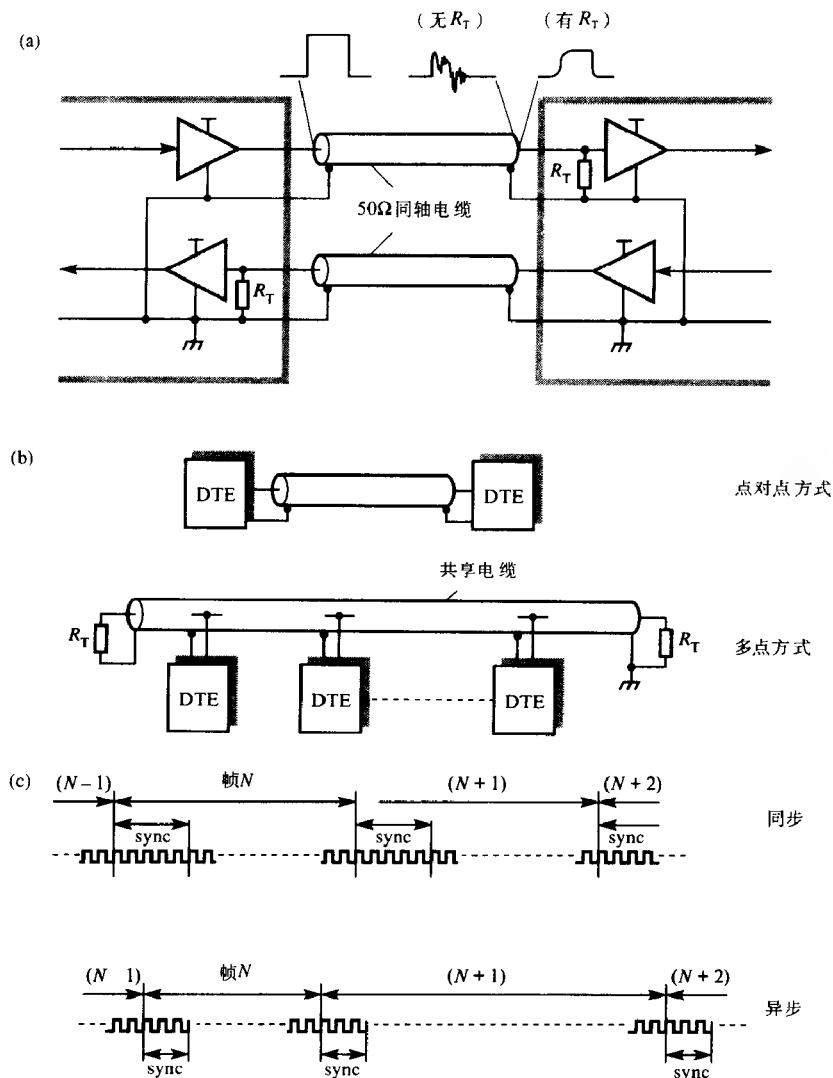 (a)
(无 R_T)
(有 R_T)
R_T
50Ω同轴电缆
R_T
(b)
DTE
DTE
点对点方式
共享电缆
R_T
R_T
多点方式
DTE
DTE
DTE
(c)
(N-1)
帧N
(N+1)
(N+2)
sync
sync
sync
同步
(N 1)
帧N
(N+1)
(N+2)
异步
sync
sync
sync